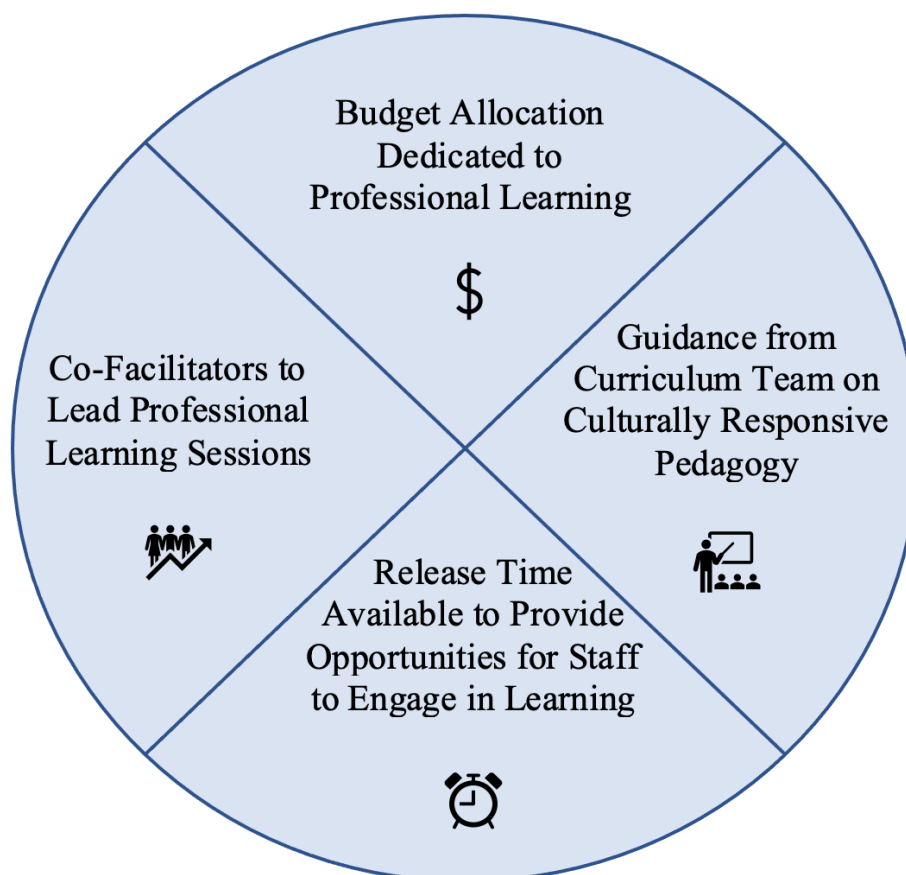 Budget Allocation
Dedicated to
Professional Learning
$
Guidance from
Curriculum Team on
Culturally Responsive
Pedagogy
Co-Facilitators to
Lead Professional
Learning Sessions
Release Time
Available to Provide
Opportunities for Staff
to Engage in Learning